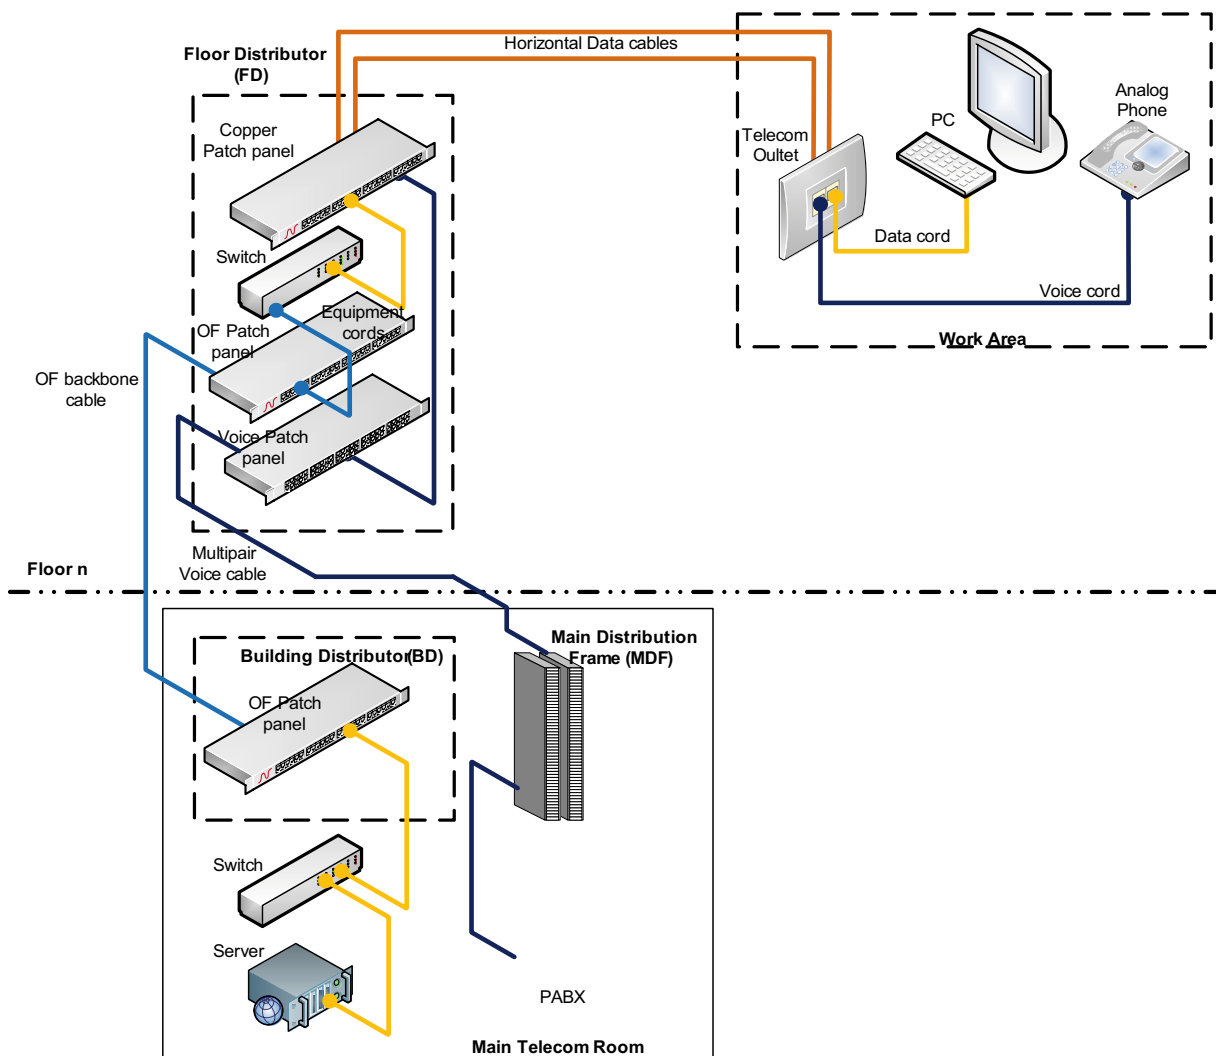 Horizontal Data cables
Floor Distributor
(FD)
Copper
Patch panel
Switch
Equipment
cords
OF Patch
panel
OF backbone
cable
Voice Patch
panel
Multipair
Voice cable
Floor n
Telecom
Oultet
PC
Analog
Phone
Data cord
Voice cord
Work Area
Building Distributor(BD)
OF Patch
panel
Main Distribution
Frame (MDF)
Switch
Server
PABX
Main Telecom Room